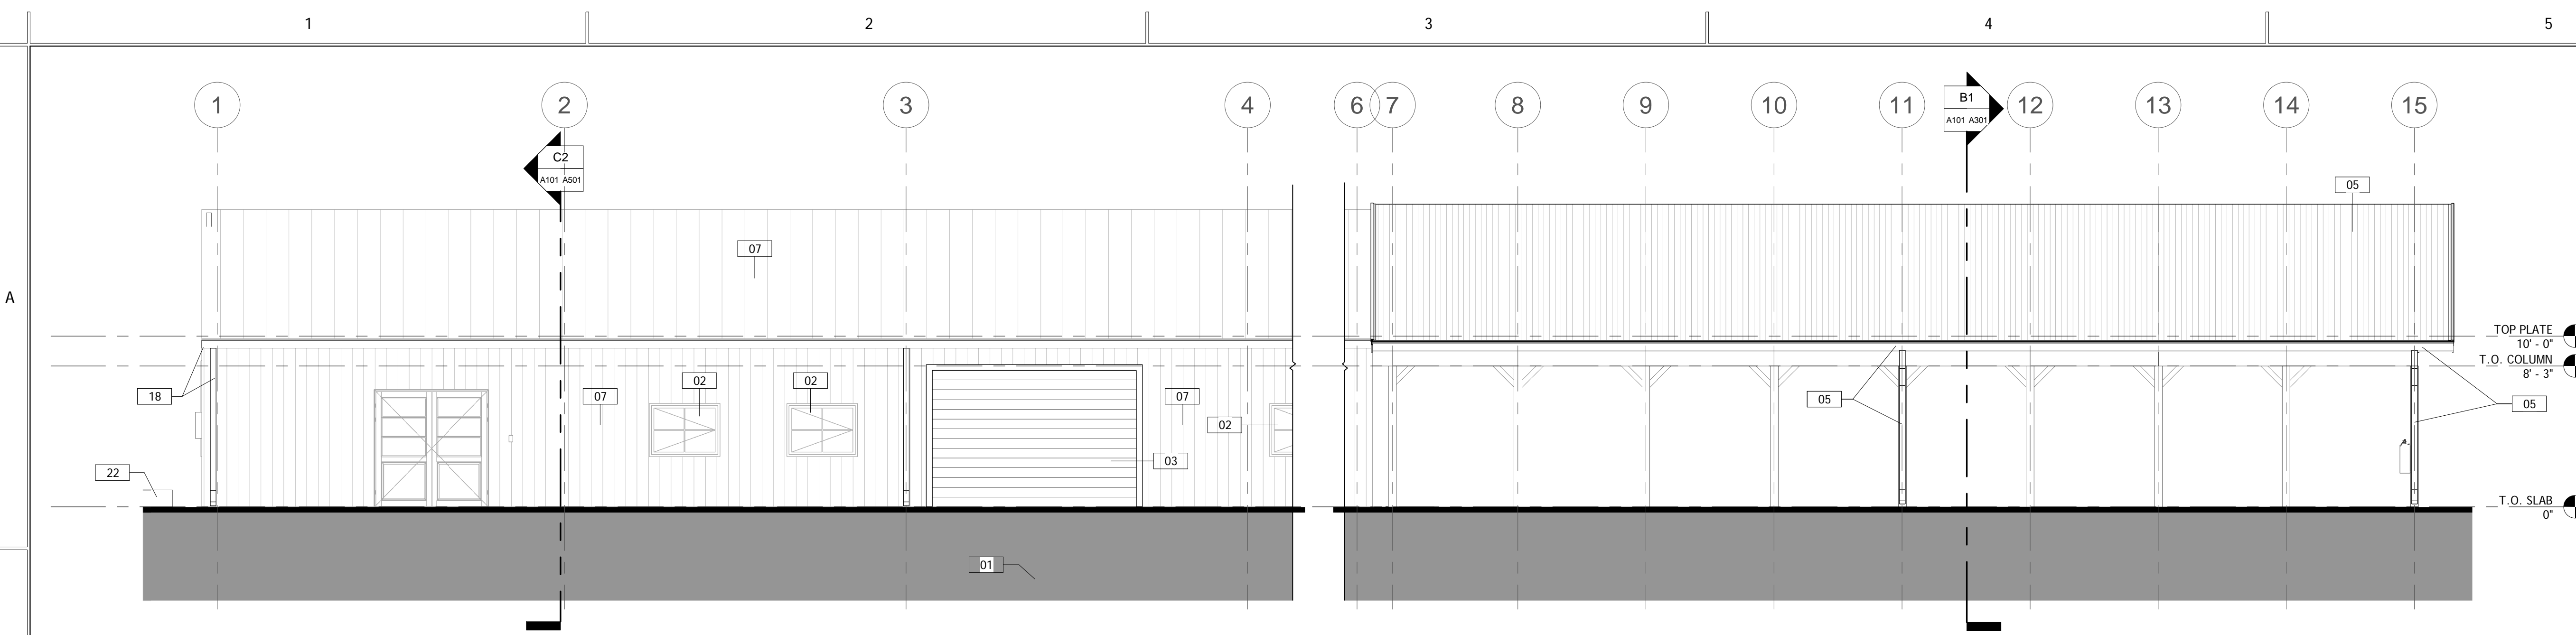 1 2 3 4 5
1 2 3 4 6 7 8 9 10 11 12 13 14 15
B1
A101 A301
C2
A101 A501
05
07
A
TOP PLATE
10' - 0"
T.O. COLUMN
8' - 3"
02 02
18 07 07
05 05
02
03
22
T.O. SLAB
0"
01